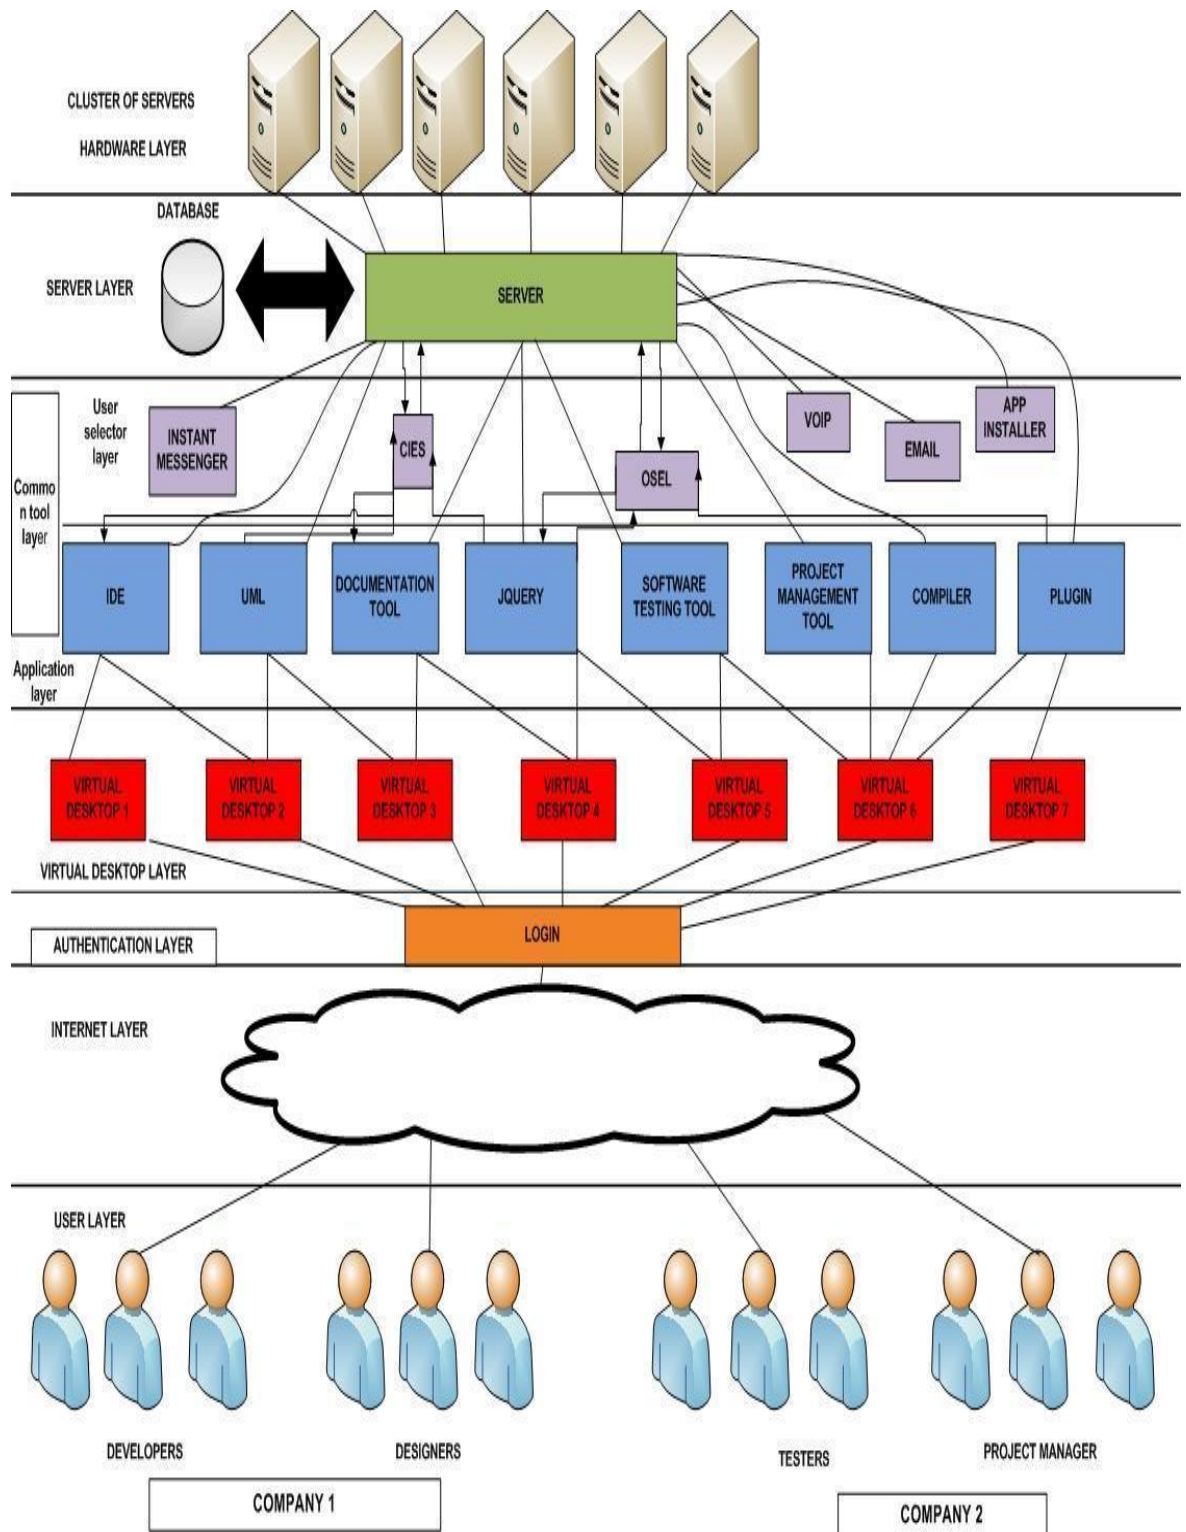 CLUSTER OF SERVERS
HARDWARE LAYER
DATABASE
SERVER LAYER
SERVER
User
selector
layer
INSTANT
MESSENGER
CIES
OSEL
VOIP
EMAIL
APP
INSTALLER
Commo
n tool
layer
IDE
UML
DOCUMENTATION
TOOL
JQUERY
SOFTWARE
TESTING TOOL
PROJECT
MANAGEMENT
TOOL
COMPILER
PLUGIN
Application
layer
VIRTUAL
DESKTOP 1
VIRTUAL
DESKTOP 2
VIRTUAL
DESKTOP 3
VIRTUAL
DESKTOP 4
VIRTUAL
DESKTOP 5
VIRTUAL
DESKTOP 6
VIRTUAL
DESKTOP 7
VIRTUAL DESKTOP LAYER
LOGIN
AUTHENTICATION LAYER
INTERNET LAYER
USER LAYER
DEVELOPERS
DESIGNERS
TESTERS
PROJECT MANAGER
COMPANY 1
COMPANY 2